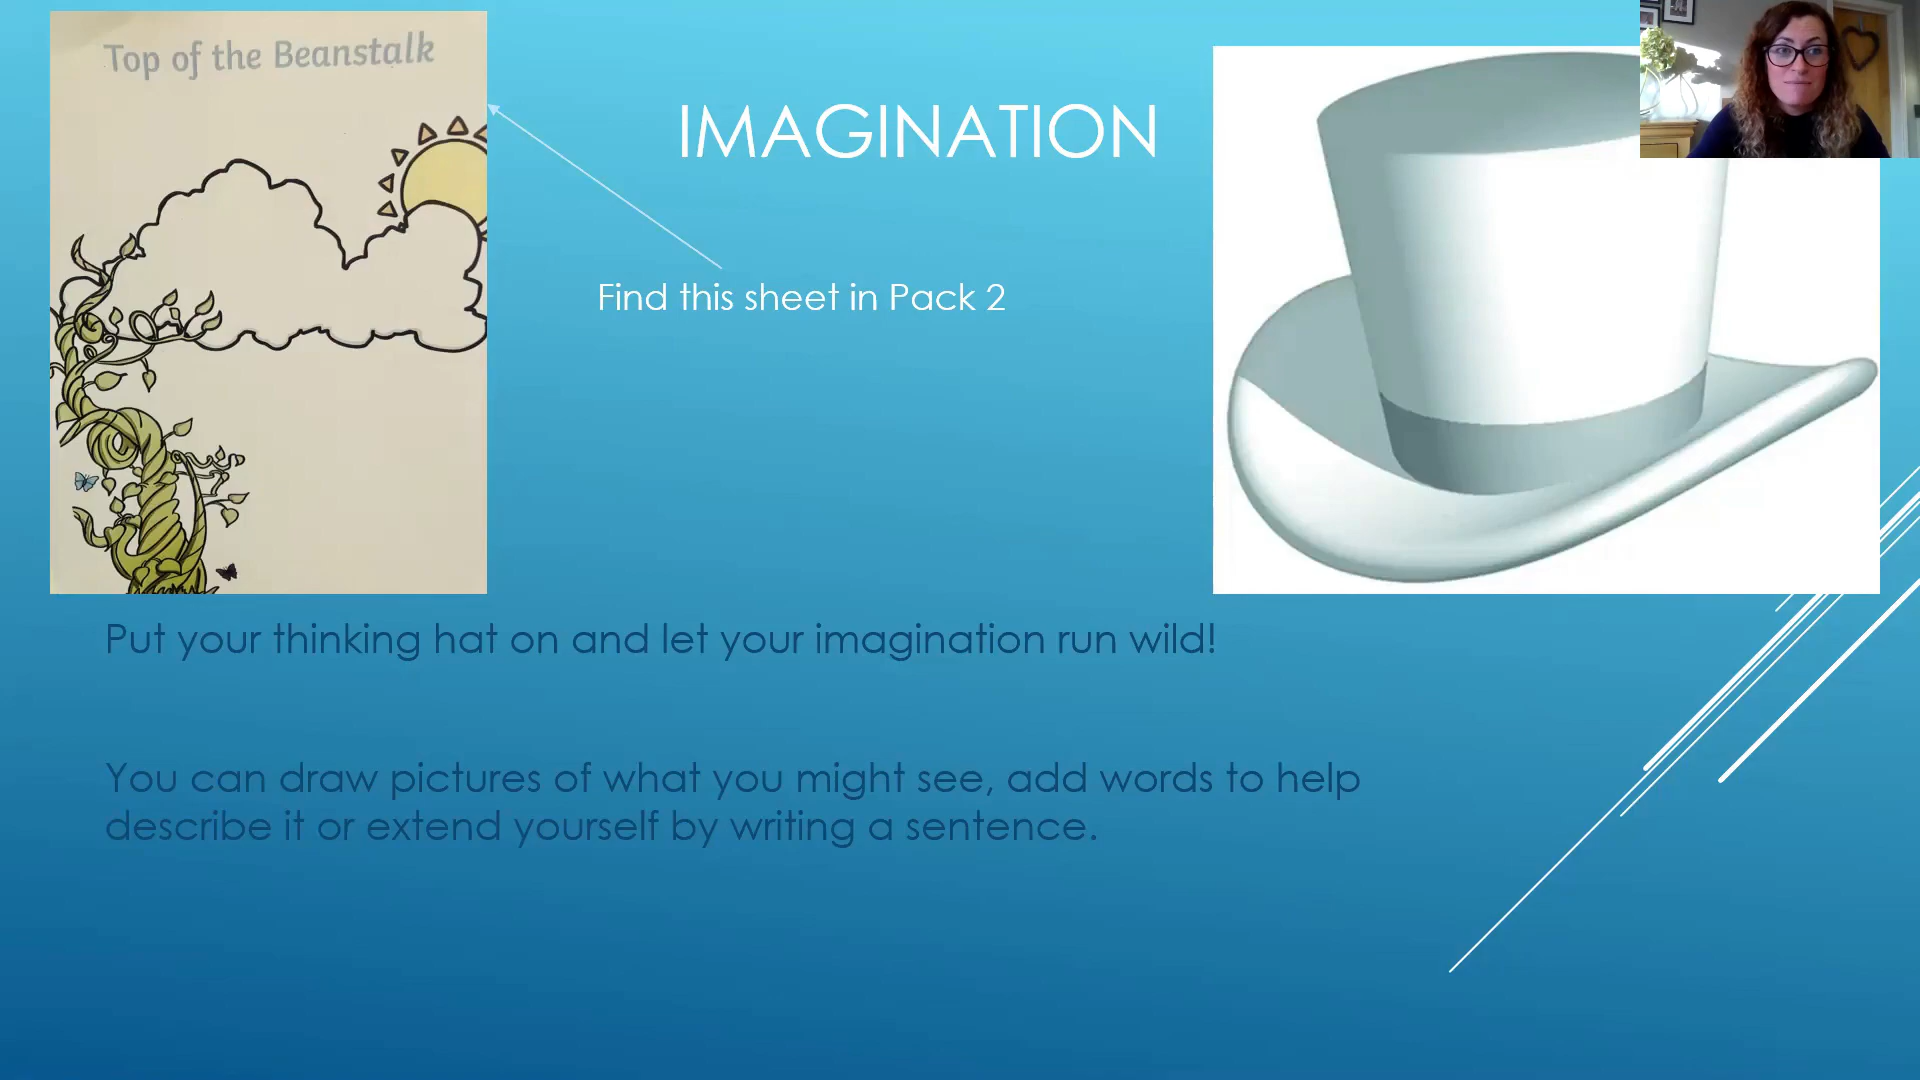 Top of the Beanstalk
IMAGINATION
Find this sheet in Pack 2
Put your thinking hat on and let your imagination run wild!
You can draw pictures of what you might see, add words to help
describe it or extend yourself by writing a sentence.